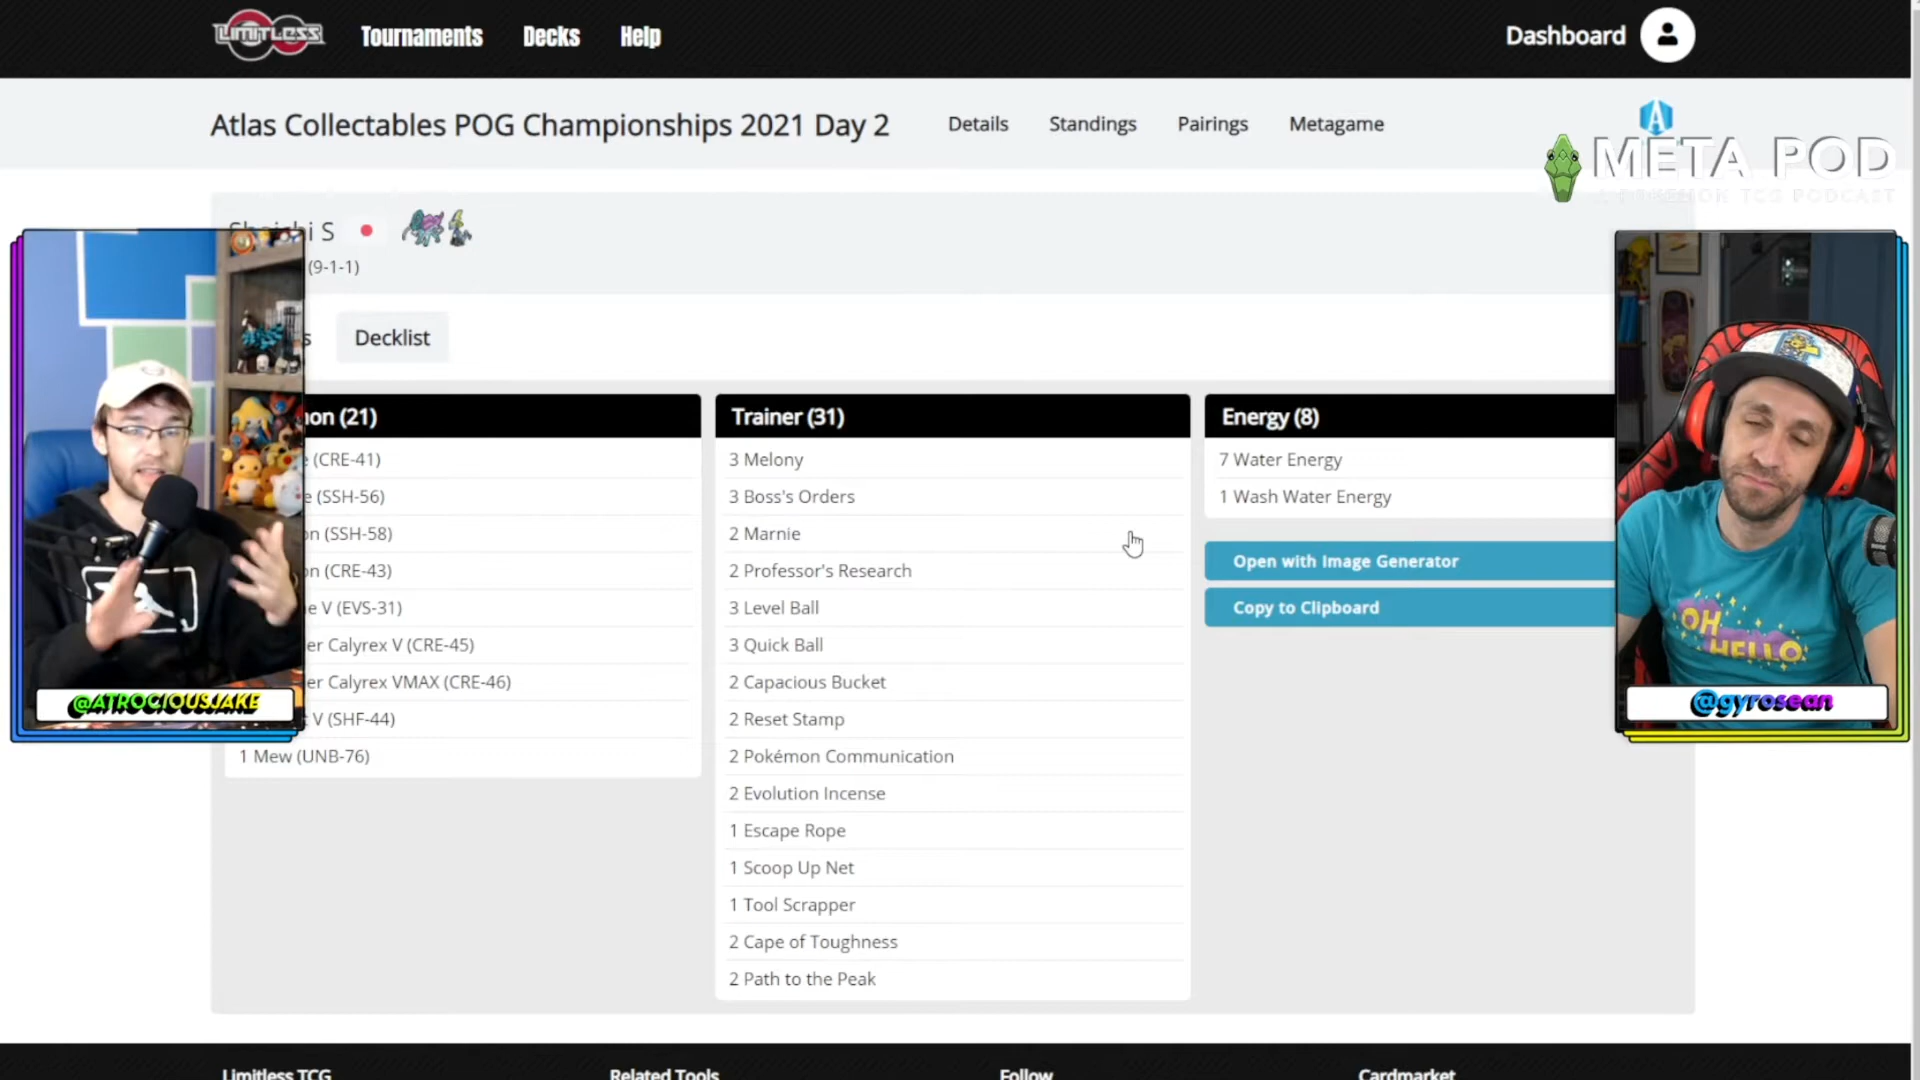 LIMITLESS Tournaments Decks Help Dashboard
Atlas Collectables POG Championships 2021 Day 2 Details Standings Pairings Metagame
META POD
A POKEMON TCG PODCAST
S
(9-1-1)
s Decklist
on (21)
e (CRE-41)
e (SSH-56)
on (SSH-58)
on (CRE-43)
e V (EVS-31)
er Calyrex V (CRE-45)
er Calyrex VMAX (CRE-46)
V (SHF-44)
1 Mew (UNB-76)
Trainer (31)
3 Melony
3 Boss's Orders
2 Marnie
2 Professor's Research
3 Level Ball
3 Quick Ball
2 Capacious Bucket
2 Reset Stamp
2 Pokémon Communication
2 Evolution Incense
1 Escape Rope
1 Scoop Up Net
1 Tool Scrapper
2 Cape of Toughness
2 Path to the Peak
Energy (8)
7 Water Energy
1 Wash Water Energy
Open with Image Generator
Copy to Clipboard
@ATROCIOUSJAKE
OH HELLO
@gyrosean
Limitless TCG Related Tools Follow Cardmarket